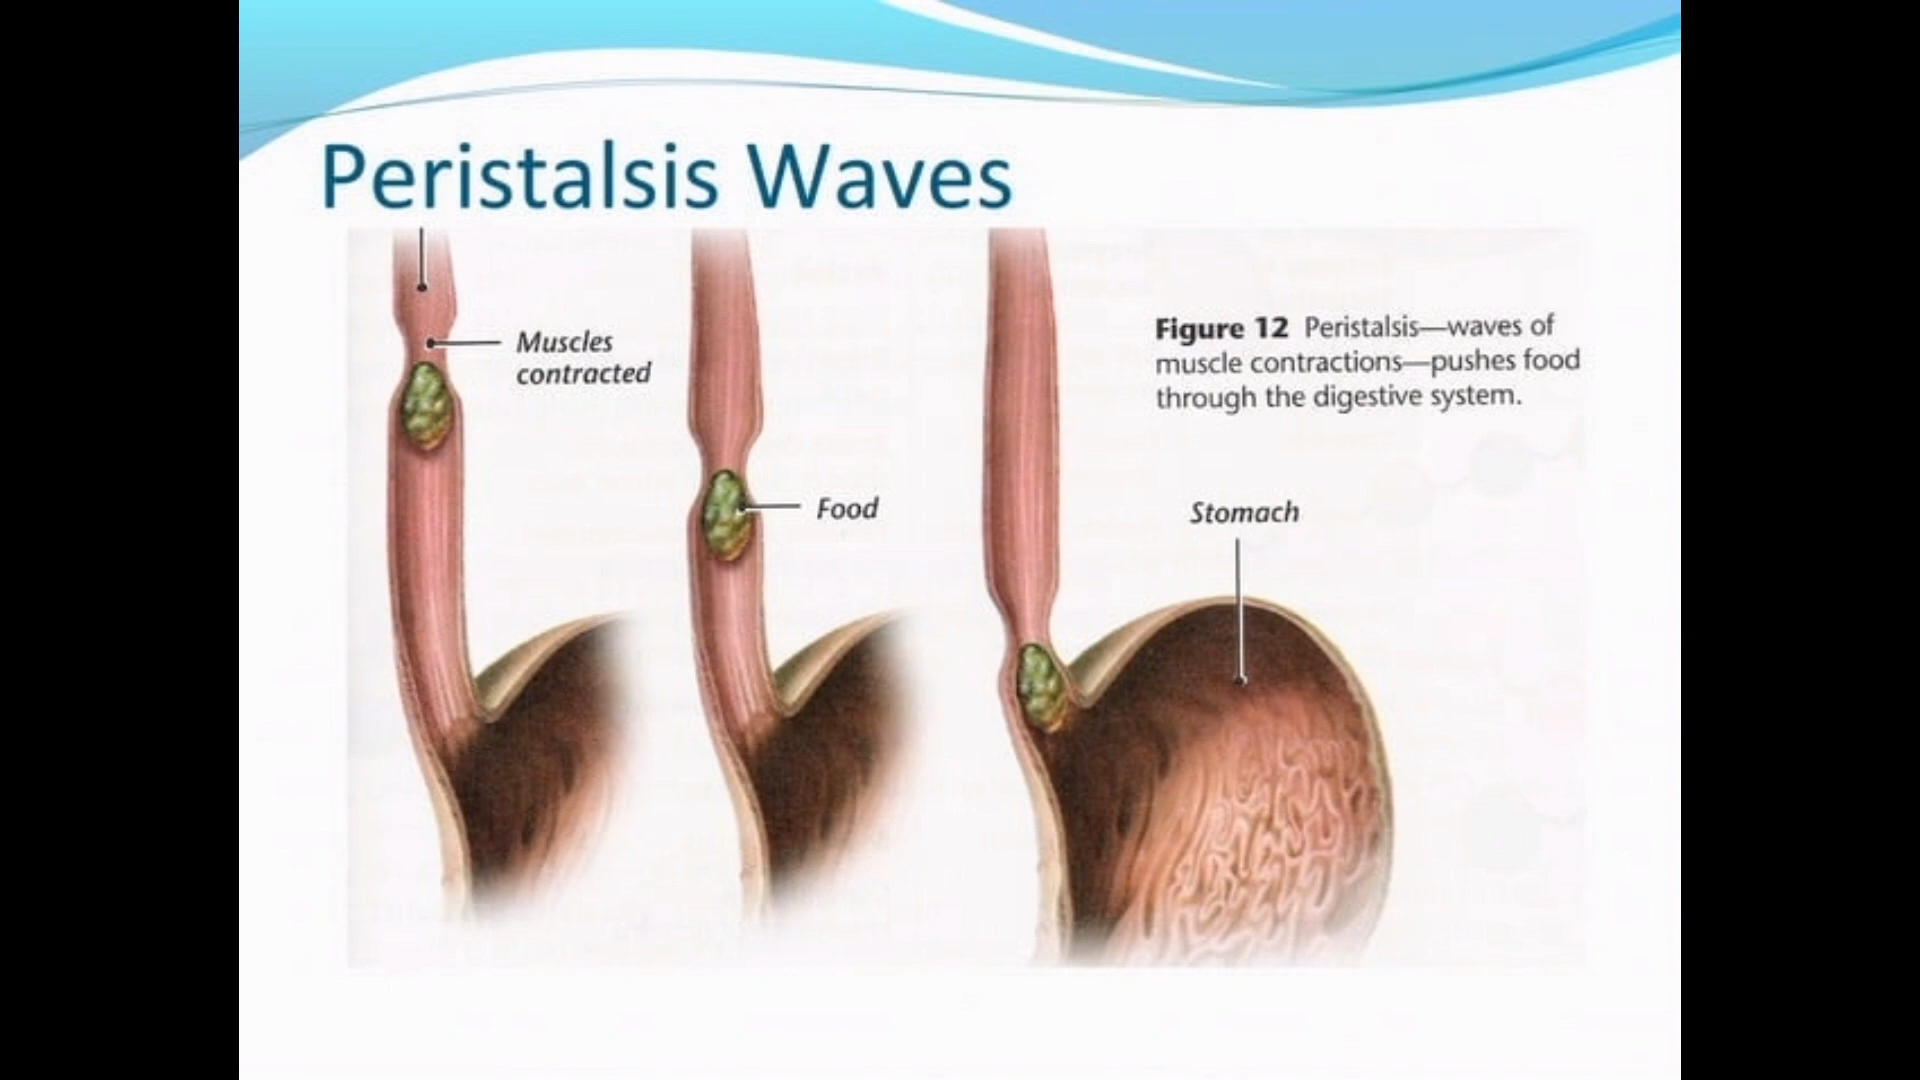 Peristalsis Waves
Muscles
contracted
Food
Figure 12 Peristalsis—waves of
muscle contractions—pushes food
through the digestive system.
Stomach